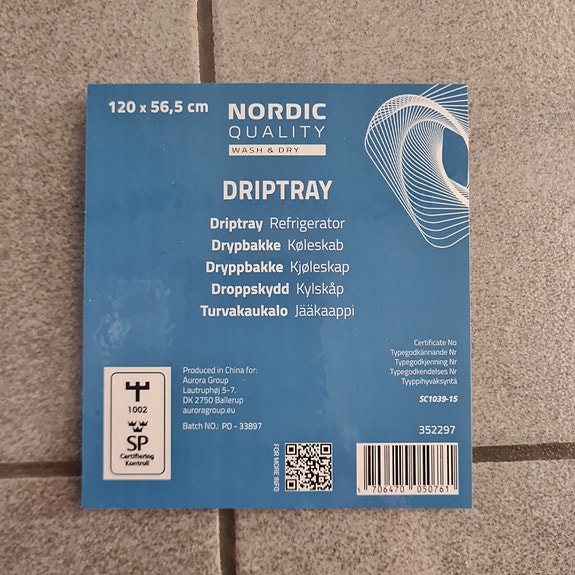 120 x 56,5 cm
NORDIC
QUALITY
WASH & DRY
DRIPTRAY
Driptray Refrigerator
Drypbakke Køleskab
Dryppbakke Kjøleskap
Droppskydd Kylskåp
Turvakaukalo Jääkaappi
Certificate No
Typegodkännande Nr
Typegodkjenning Nr
Typegodkendelses Nr
Tyyppihyväksyntä
SC1039-15
1002
SP
Certifiering
Kontroll
Produced in China for:
Aurora Group
Lautruphøj 5-7.
DK 2750 Ballerup
auroragroup.eu
Batch NO.: PO - 33897
FOR MORE INFO
352297
5 706470 050761